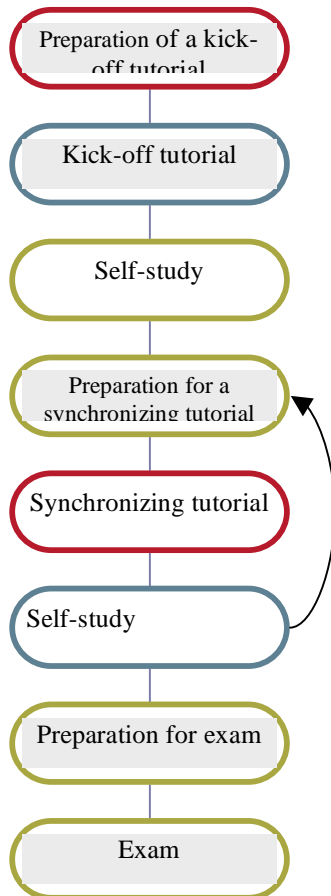 Preparation of a kick-
off tutorial
Kick-off tutorial
Self-study
Preparation for a
synchronizing tutorial
Synchronizing tutorial
Self-study
Preparation for exam
Exam